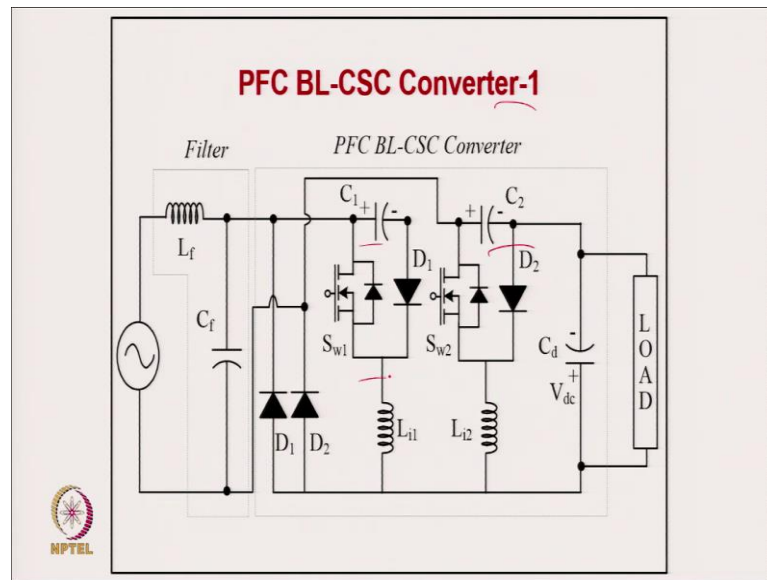 PFC BL-CSC Converter-1
Filter
PFC BL-CSC Converter
C1
+
-
C2
+
-
Lf
D1
D2
Cf
Sw1
Sw2
Cd
-
+
Vdc
LOAD
D1
D2
Li1
Li2
NPTEL